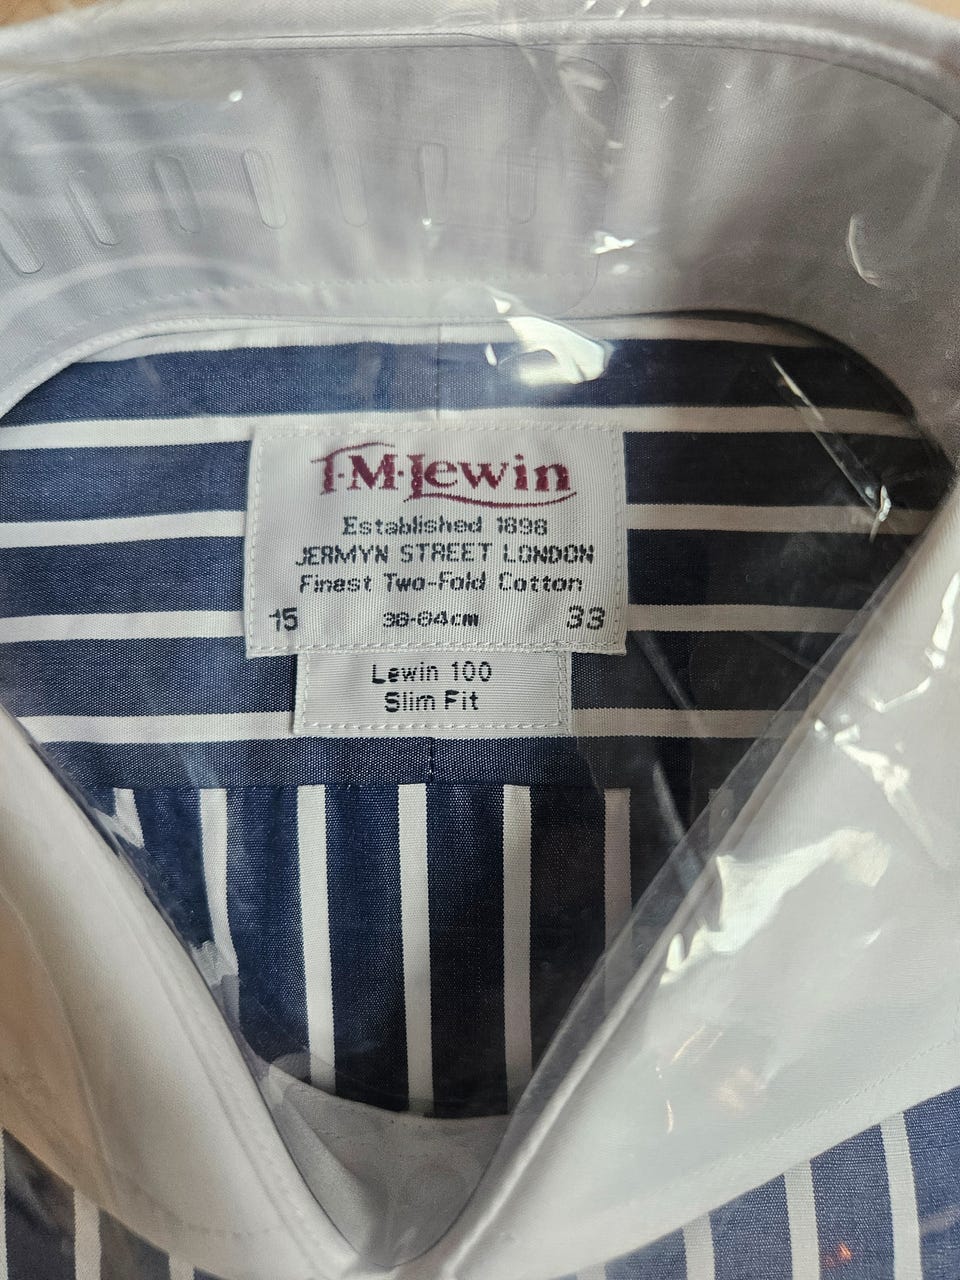 T·M·Lewin
Established 1898
JERMYN STREET LONDON
Finest Two-Fold Cotton
15 38-84cm 33
Lewin 100
Slim Fit